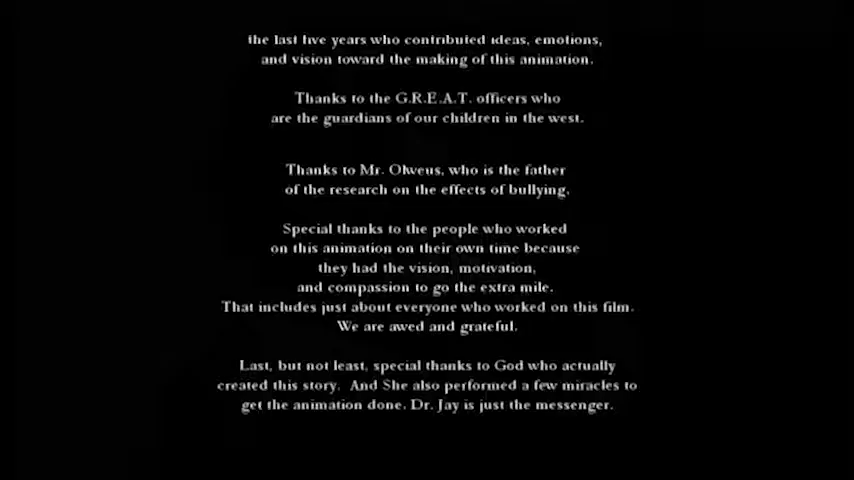 the last five years who contributed ideas, emotions,
and vision toward the making of this animation.
Thanks to the G.R.E.A.T. officers who
are the guardians of our children in the west.
Thanks to Mr. Olweus, who is the father
of the research on the effects of bullying.
Special thanks to the people who worked
on this animation on their own time because
they had the vision, motivation,
and compassion to go the extra mile.
That includes just about everyone who worked on this film.
We are awed and grateful.
Last, but not least, special thanks to God who actually
created this story. And She also performed a few miracles to
get the animation done. Dr. Jay is just the messenger.